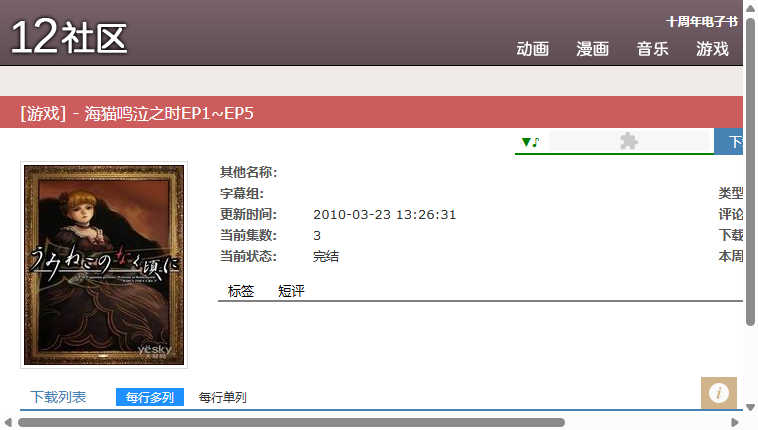 12社区
十周年电子书
动画 漫画 音乐 游戏
[游戏] - 海猫鸣泣之时EP1~EP5
▼♪
其他名称:
字幕组: 类型
更新时间: 2010-03-23 13:26:31 评论
当前集数: 3 下载
当前状态: 完结 本周
うみねこのなく頃に
yesky
标签 短评
下载列表 每行多列 每行单列